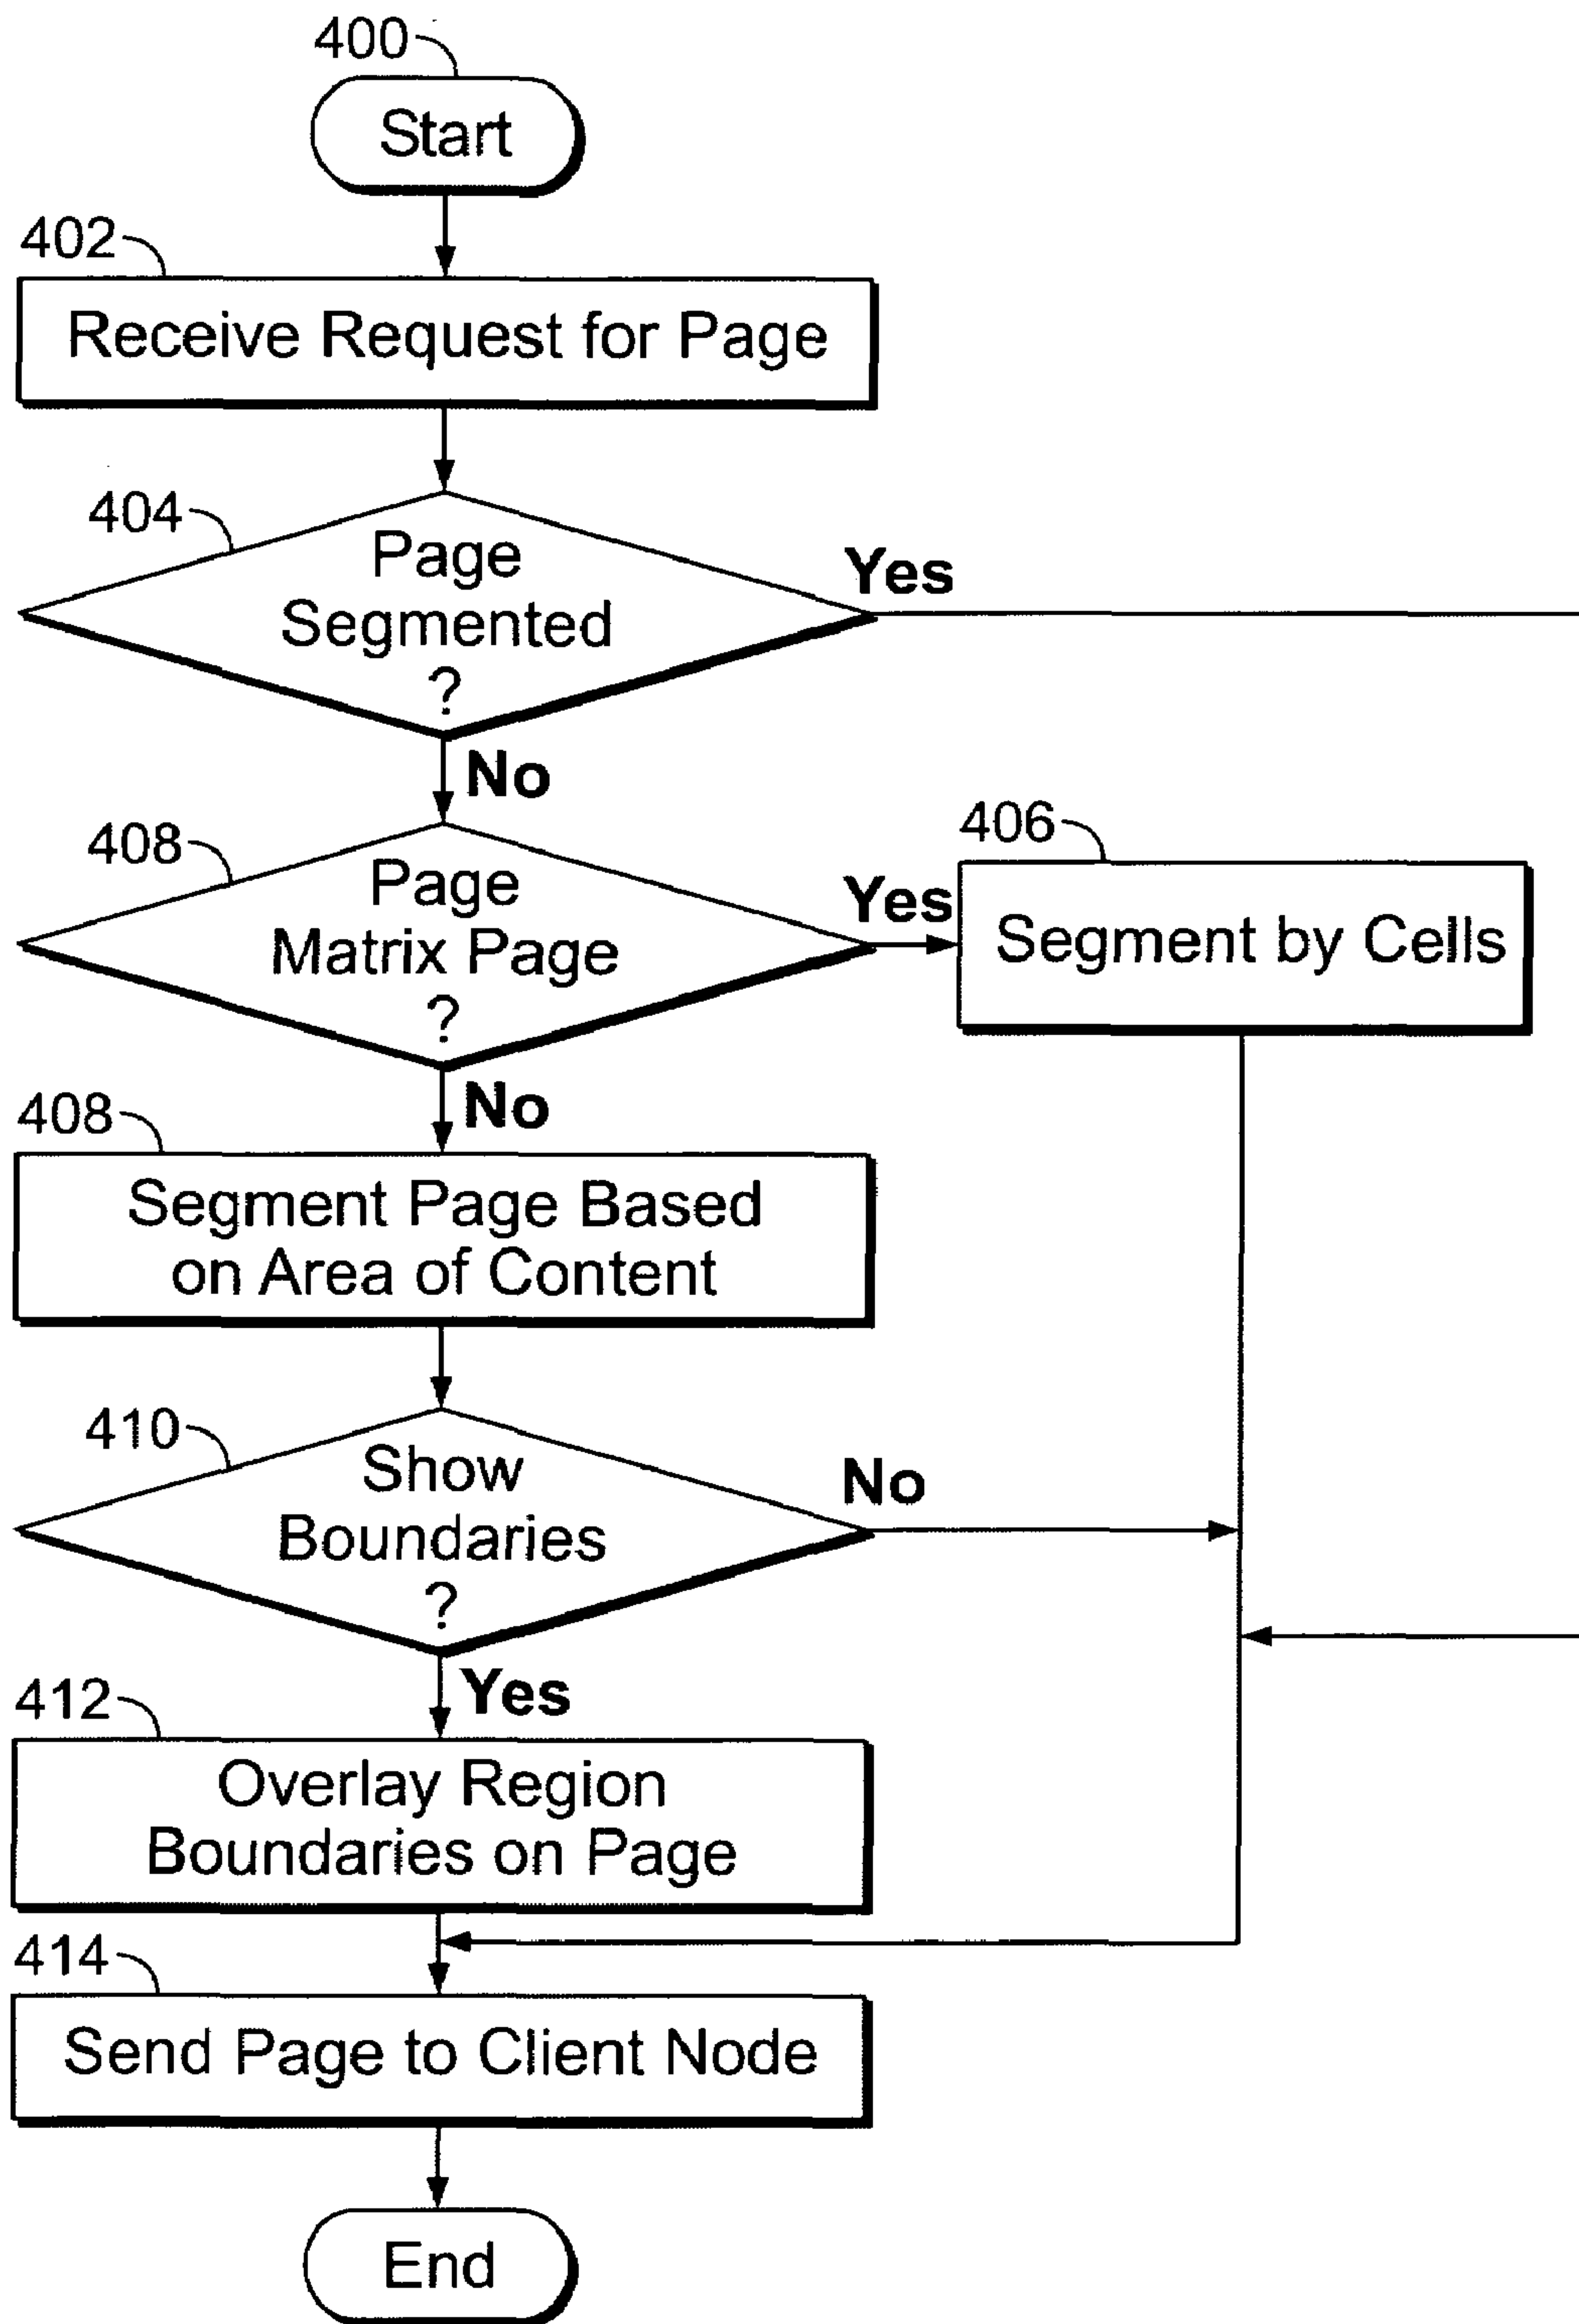 400
Start
402
Receive Request for Page
404
Page
Segmented
?
Yes
No
408
Page
Matrix Page
?
Yes
406
Segment by Cells
No
408
Segment Page Based
on Area of Content
410
Show
Boundaries
?
No
Yes
412
Overlay Region
Boundaries on Page
414
Send Page to Client Node
End